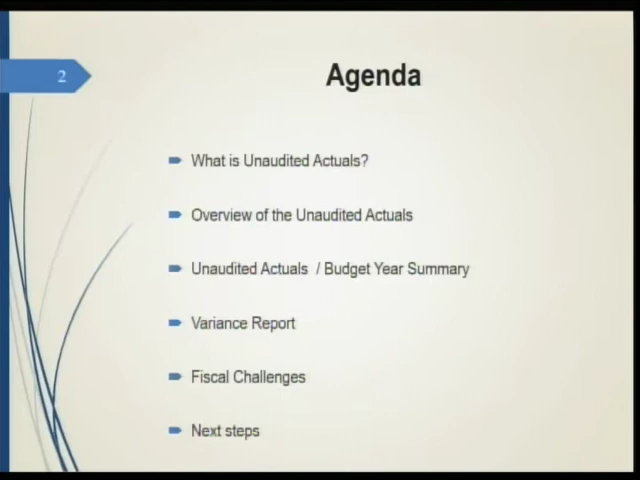 2
Agenda
What is Unaudited Actuals?
Overview of the Unaudited Actuals
Unaudited Actuals / Budget Year Summary
Variance Report
Fiscal Challenges
Next steps